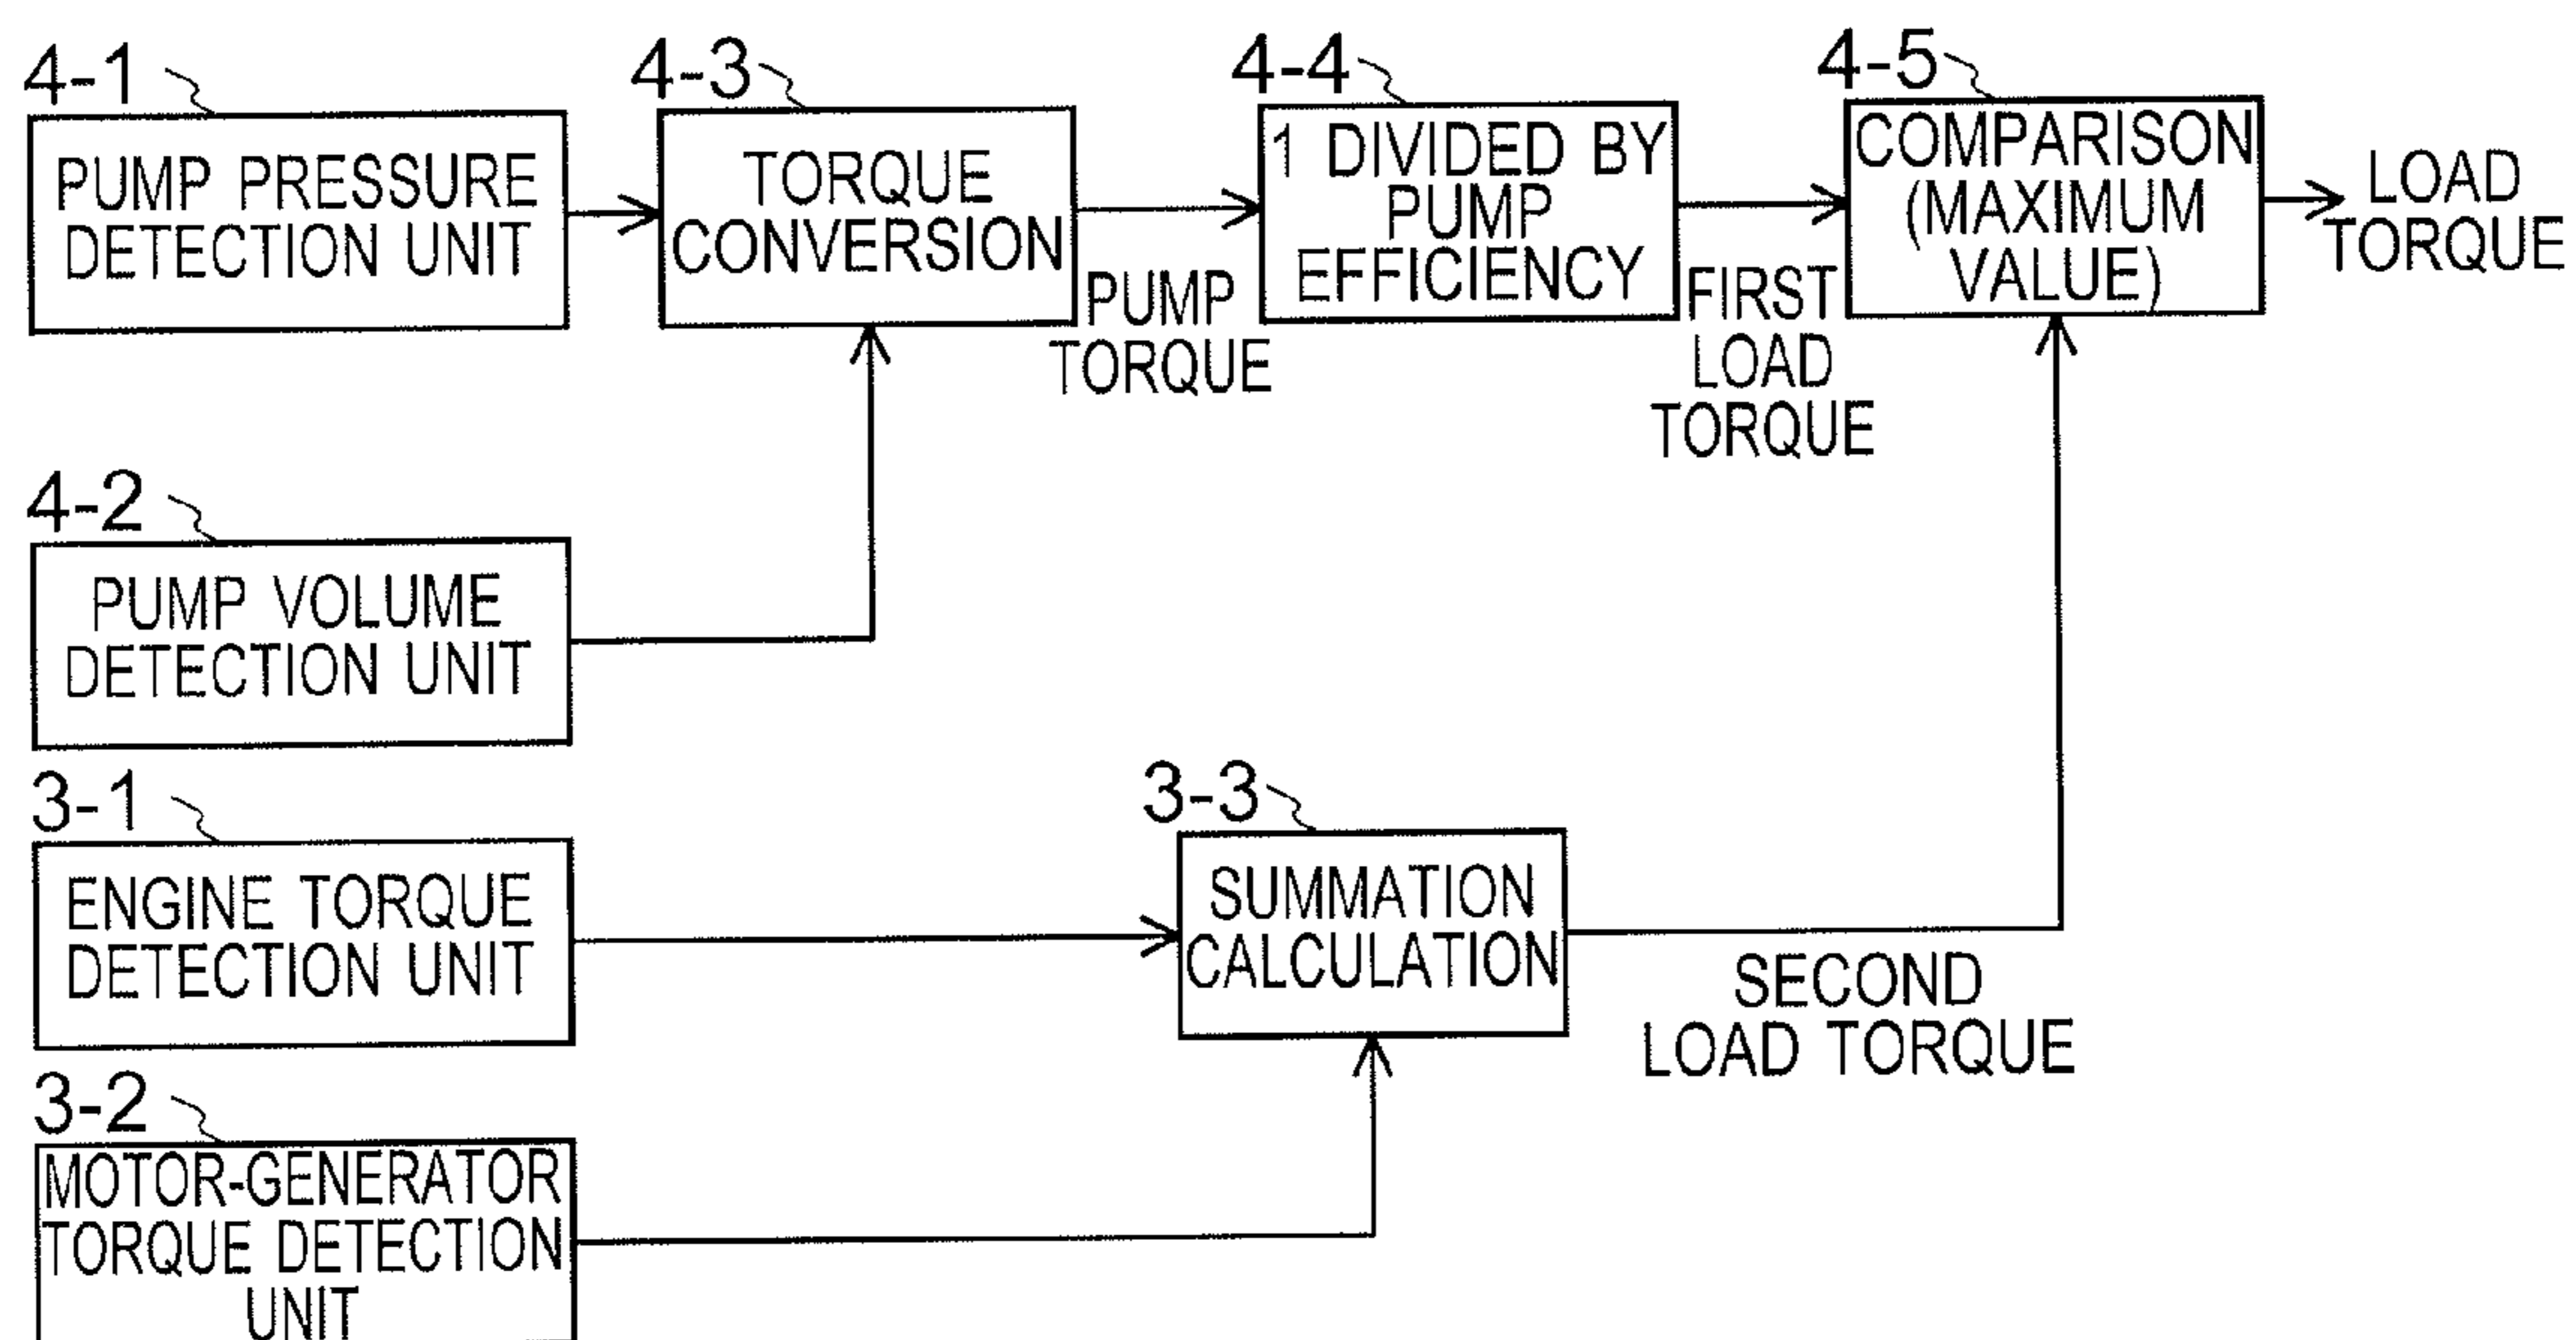 4-1
PUMP PRESSURE
DETECTION UNIT
4-3
TORQUE
CONVERSION
PUMP
TORQUE
4-4
1 DIVIDED BY
PUMP
EFFICIENCY
FIRST
LOAD
TORQUE
4-5
COMPARISON
(MAXIMUM
VALUE)
LOAD
TORQUE
4-2
PUMP VOLUME
DETECTION UNIT
3-1
ENGINE TORQUE
DETECTION UNIT
3-3
SUMMATION
CALCULATION
SECOND
LOAD TORQUE
3-2
MOTOR-GENERATOR
TORQUE DETECTION
UNIT